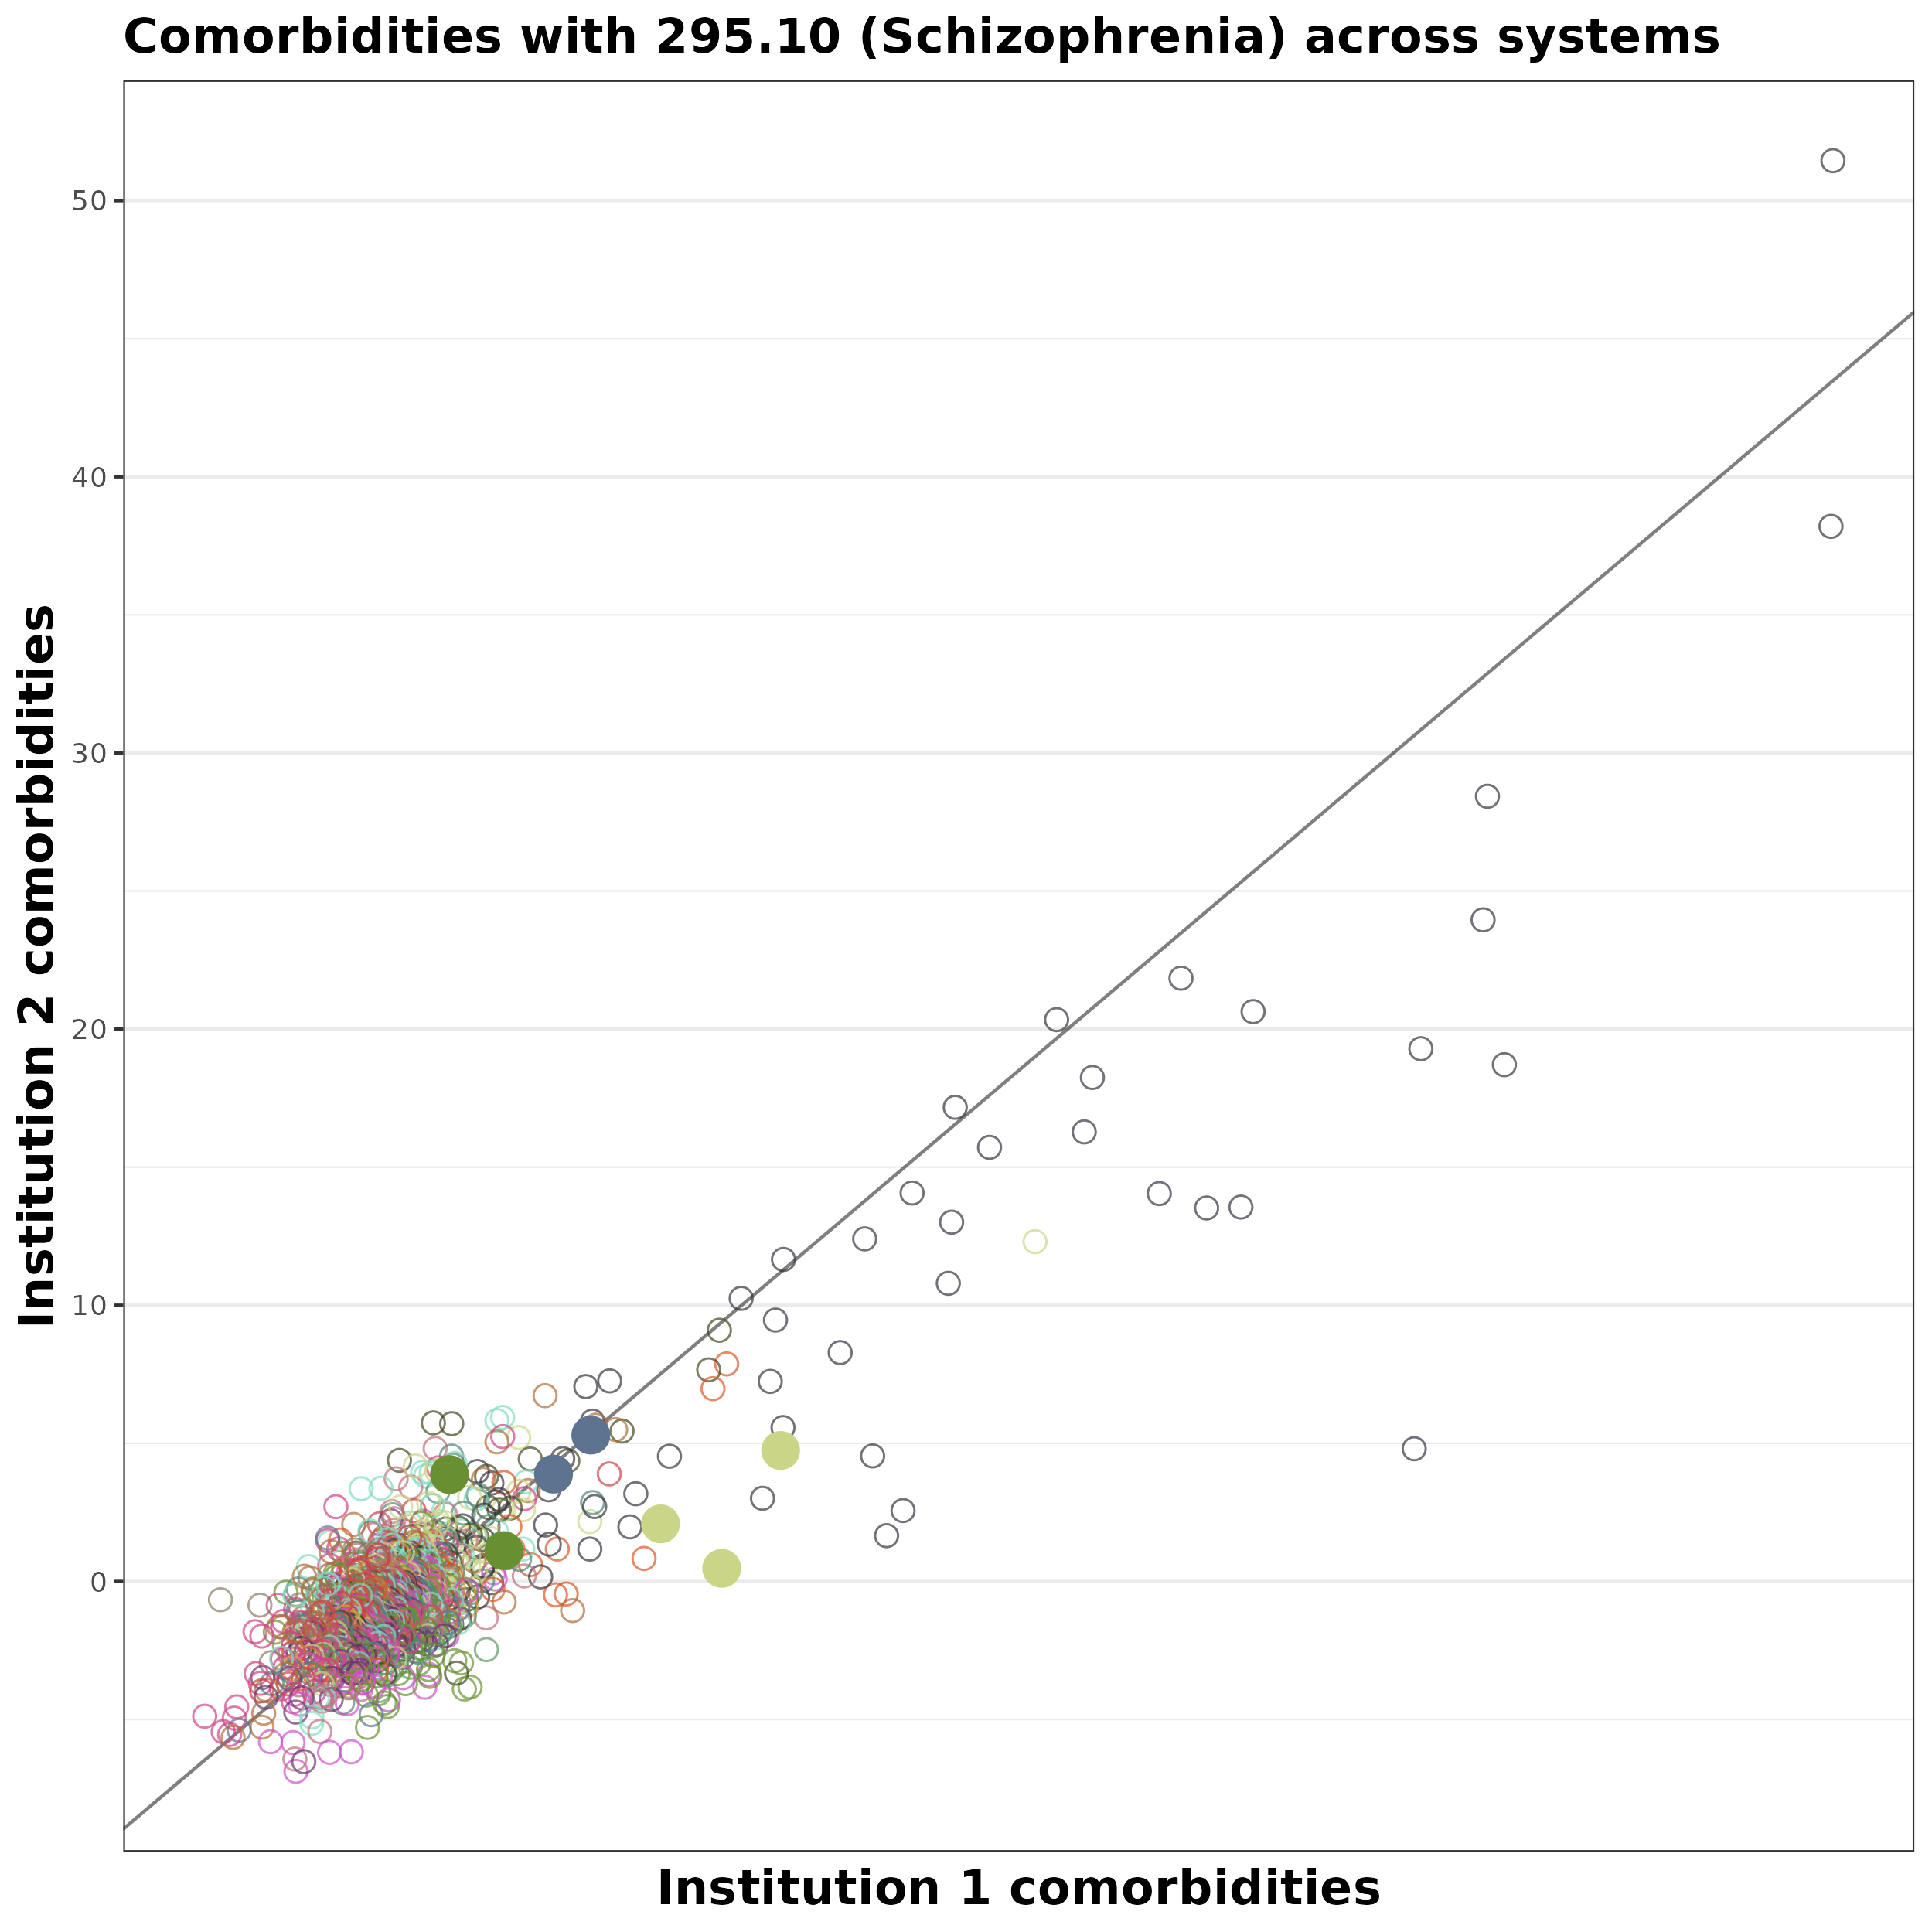 Comorbidities with 295.10 (Schizophrenia) across systems
50
40
30
20
10
0
Institution 2 comorbidities
Institution 1 comorbidities